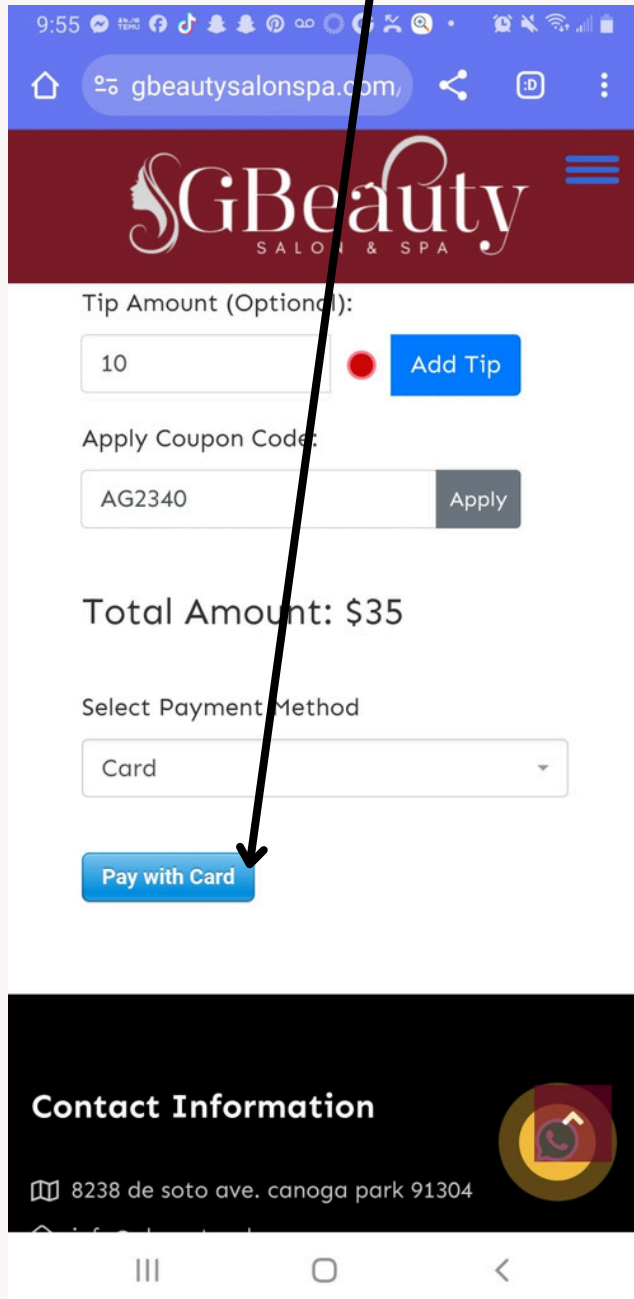 9:55
TEMU
gbeautysalonspa.com/
:D
GBeauty
SALON & SPA
Tip Amount (Optional):
10
Add Tip
Apply Coupon Code:
AG2340
Apply
Total Amount: $35
Select Payment Method
Card
Pay with Card
Contact Information
8238 de soto ave. canoga park 91304